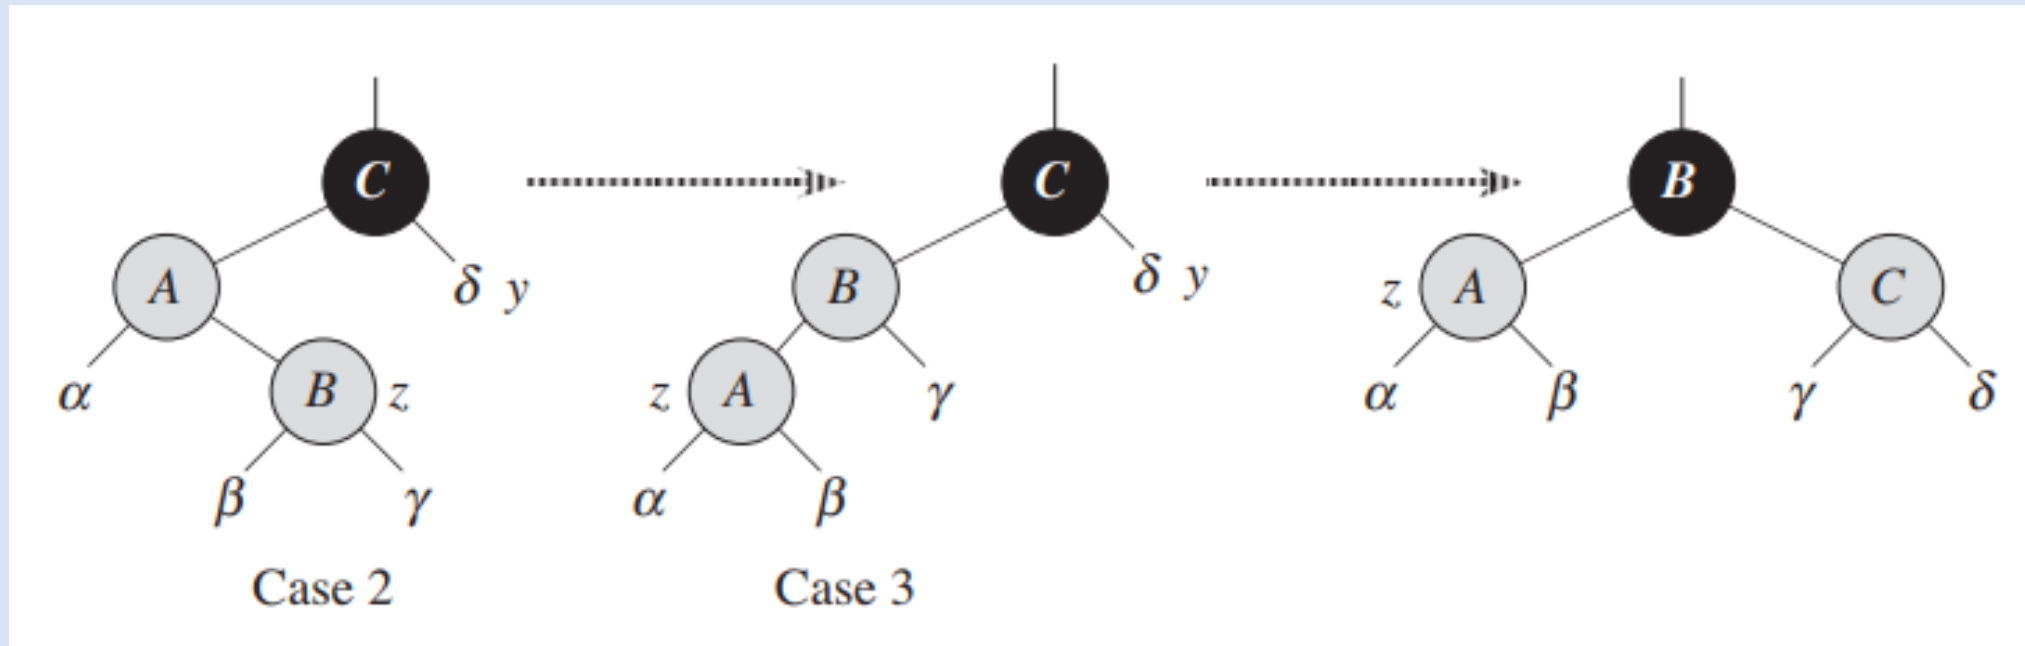 C C B
A δ y B δ y z A C
α B z z A γ α β γ δ
β γ α β
Case 2 Case 3